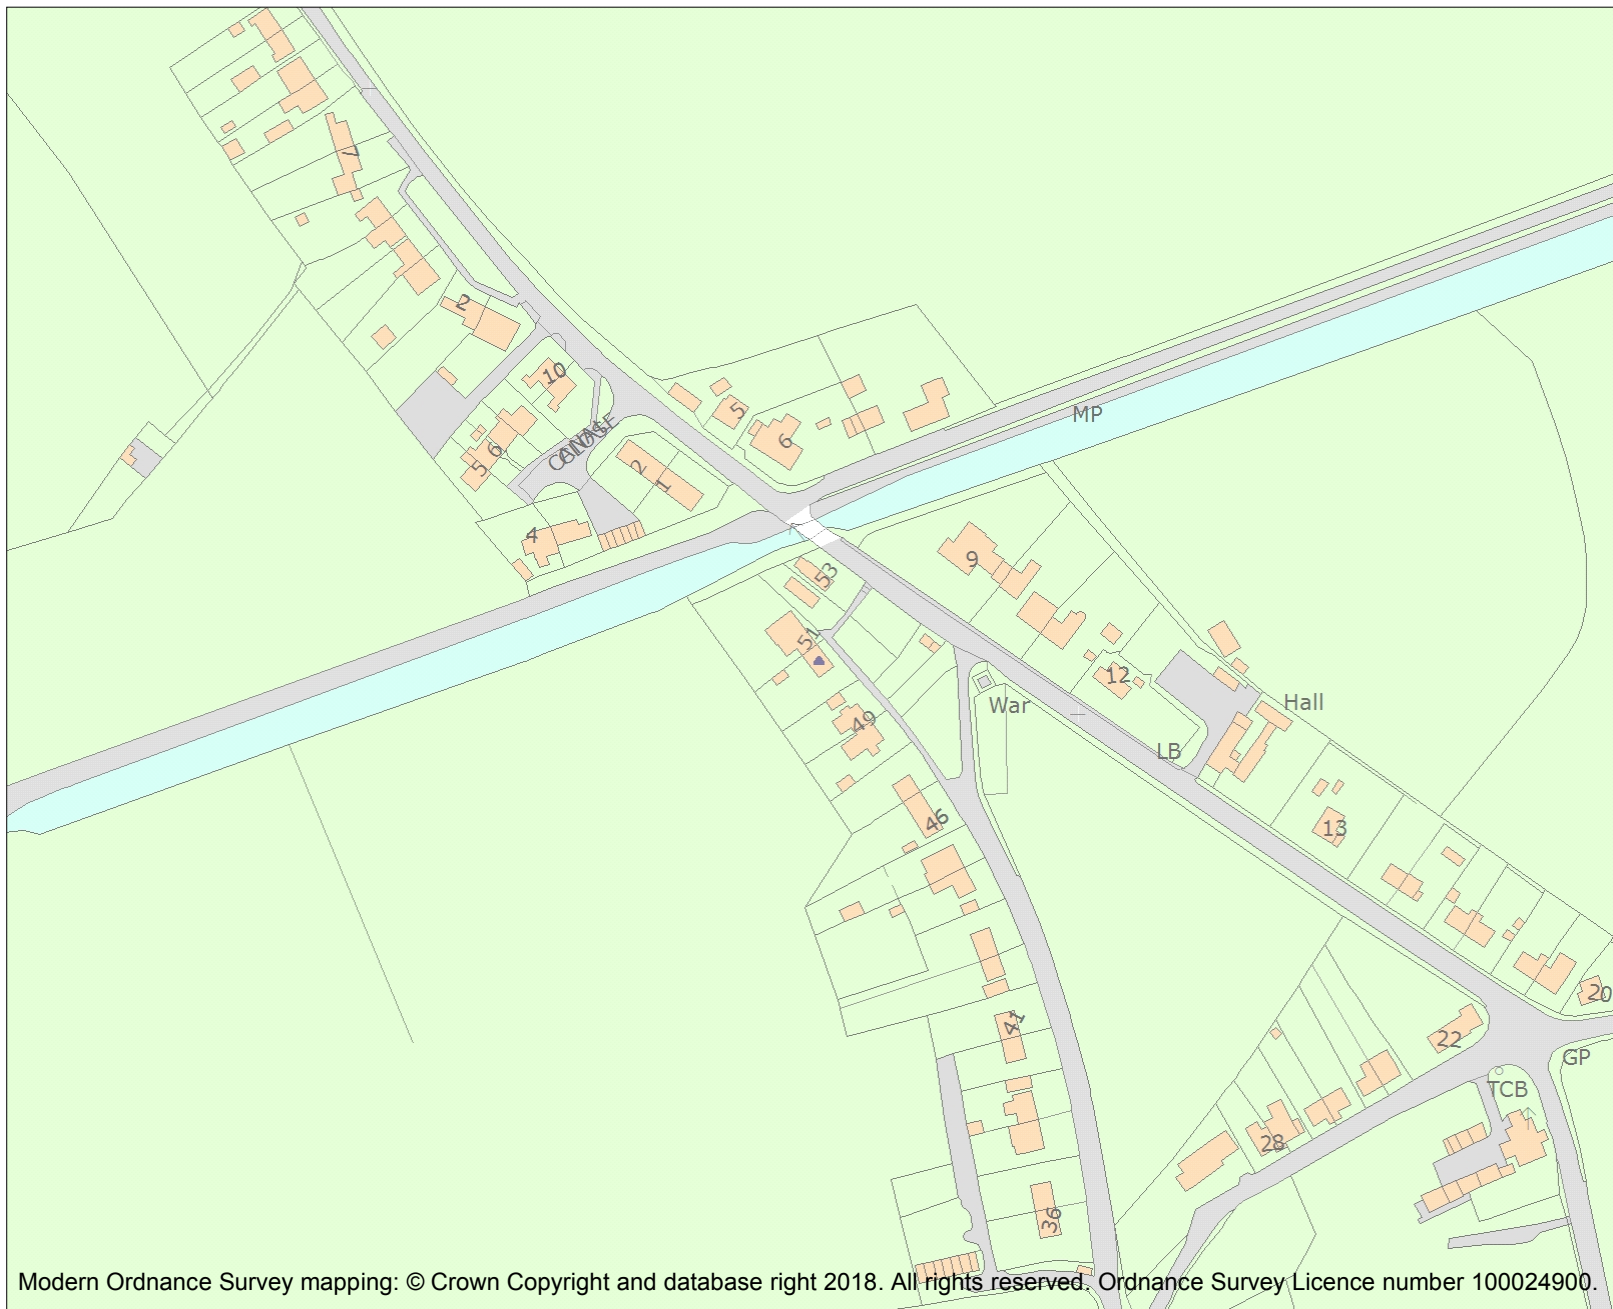 7
2
10
5
6
5 6
CANAL
CLOSE
2
1
4
MP
53
9
51
12
War
49
Hall
LB
46
13
41
20
22
GP
TCB
28
36
Modern Ordnance Survey mapping: © Crown Copyright and database right 2018. All rights reserved. Ordnance Survey Licence number 100024900.